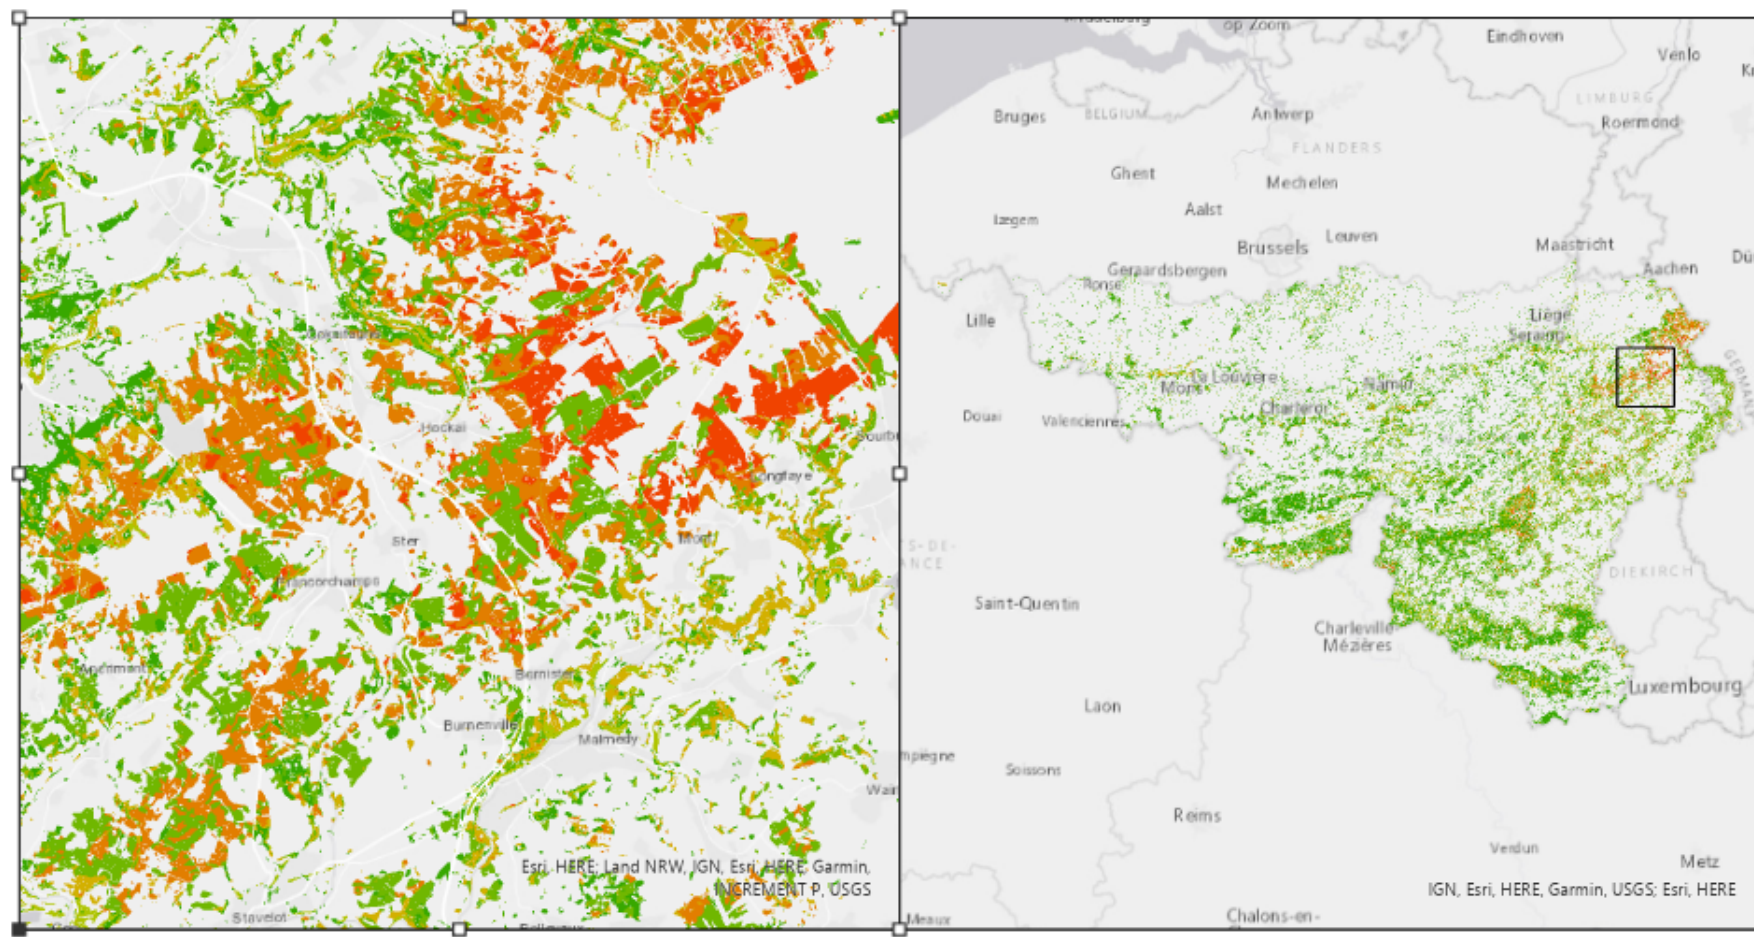 Hockai
Ster
Francorchamps
Mont
Bernister
Burnenville
Malmedy
Stavelot
Esri, HERE; Land NRW, IGN, Esri, HERE, Garmin,
INCREMENT P, USGS
op Zoom
Eindhoven
Venlo
Bruges
BELGIUM
Antwerp
LIMBURG
Roermond
FLANDERS
Ghent
Mechelen
Aalst
Izegem
Brussels
Leuven
Maastricht
Geraardsbergen
Aachen
Ronse
Lille
Liège
Seraing
GERMANY
La Louvière
Mons
Namur
Charleroi
Douai
Valenciennes
DIEKIRCH
Saint-Quentin
Charleville-
Mézières
Luxembourg
Laon
Soissons
Reims
Verdun
Metz
IGN, Esri, HERE, Garmin, USGS; Esri, HERE
Meaux
Chalons-en-